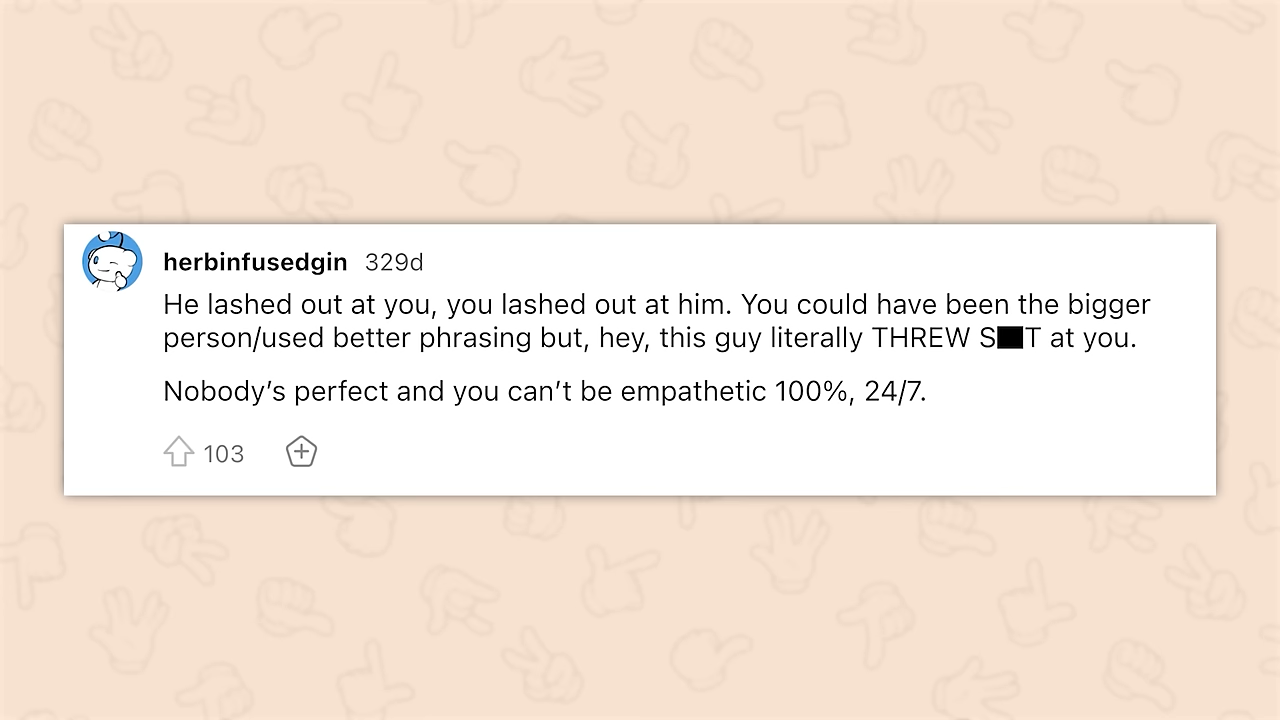 herbinfusedgin 329d
He lashed out at you, you lashed out at him. You could have been the bigger
person/used better phrasing but, hey, this guy literally THREW S██T at you.
Nobody’s perfect and you can’t be empathetic 100%, 24/7.
103